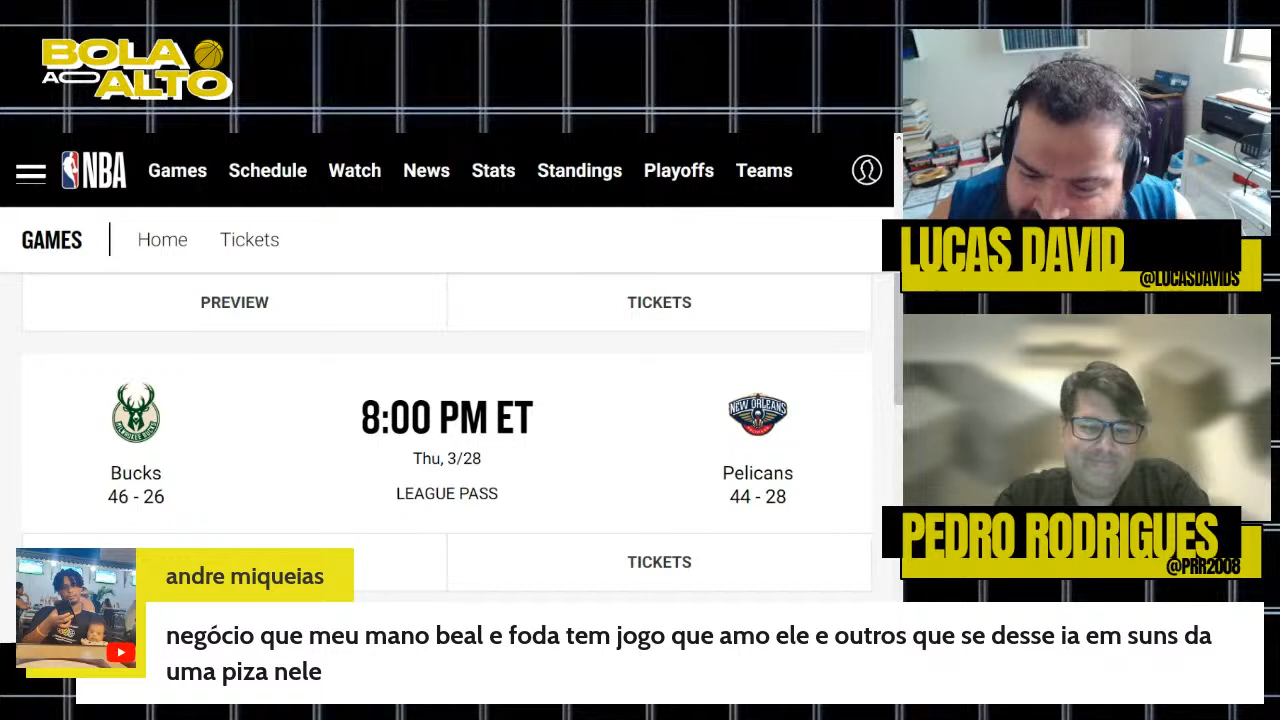 BOLA
AO ALTO
NBA
Games Schedule Watch News Stats Standings Playoffs Teams
GAMES
Home Tickets
PREVIEW TICKETS
8:00 PM ET
Thu, 3/28
LEAGUE PASS
Bucks
46 - 26
NEW ORLEANS
Pelicans
44 - 28
TICKETS
LUCAS DAVID
@LUCASDAVIDS
PEDRO RODRIGUES
@PRR2008
andre miqueias
negócio que meu mano beal e foda tem jogo que amo ele e outros que se desse ia em suns da
uma piza nele